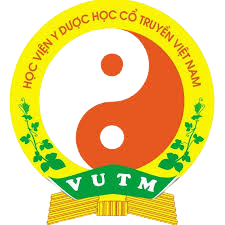 HỌC VIỆN Y DƯỢC HỌC CỔ TRUYỀN VIỆT NAM
VUTM